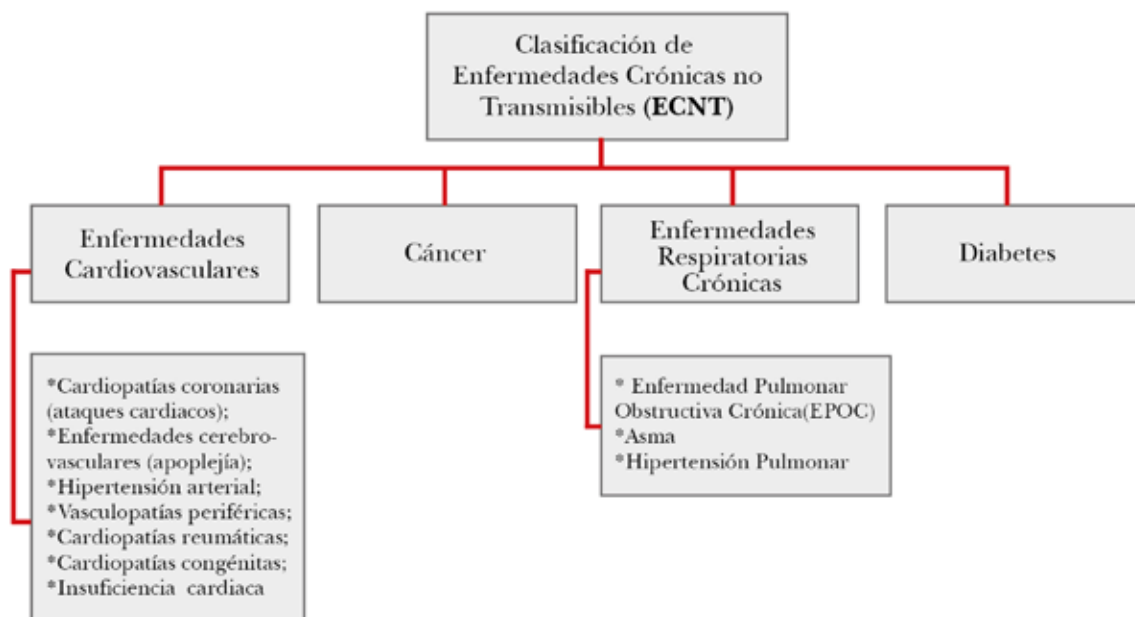 Clasificación de
Enfermedades Crónicas no
Transmisibles (ECNT)
Enfermedades
Cardiovasculares
Cáncer
Enfermedades
Respiratorias
Crónicas
Diabetes
*Cardiopatías coronarias
(ataques cardiacos);
*Enfermedades cerebro-
vasculares (apoplejía);
*Hipertensión arterial;
*Vasculopatías periféricas;
*Cardiopatías reumáticas;
*Cardiopatías congénitas;
*Insuficiencia cardiaca
* Enfermedad Pulmonar
Obstructiva Crónica(EPOC)
*Asma
*Hipertensión Pulmonar